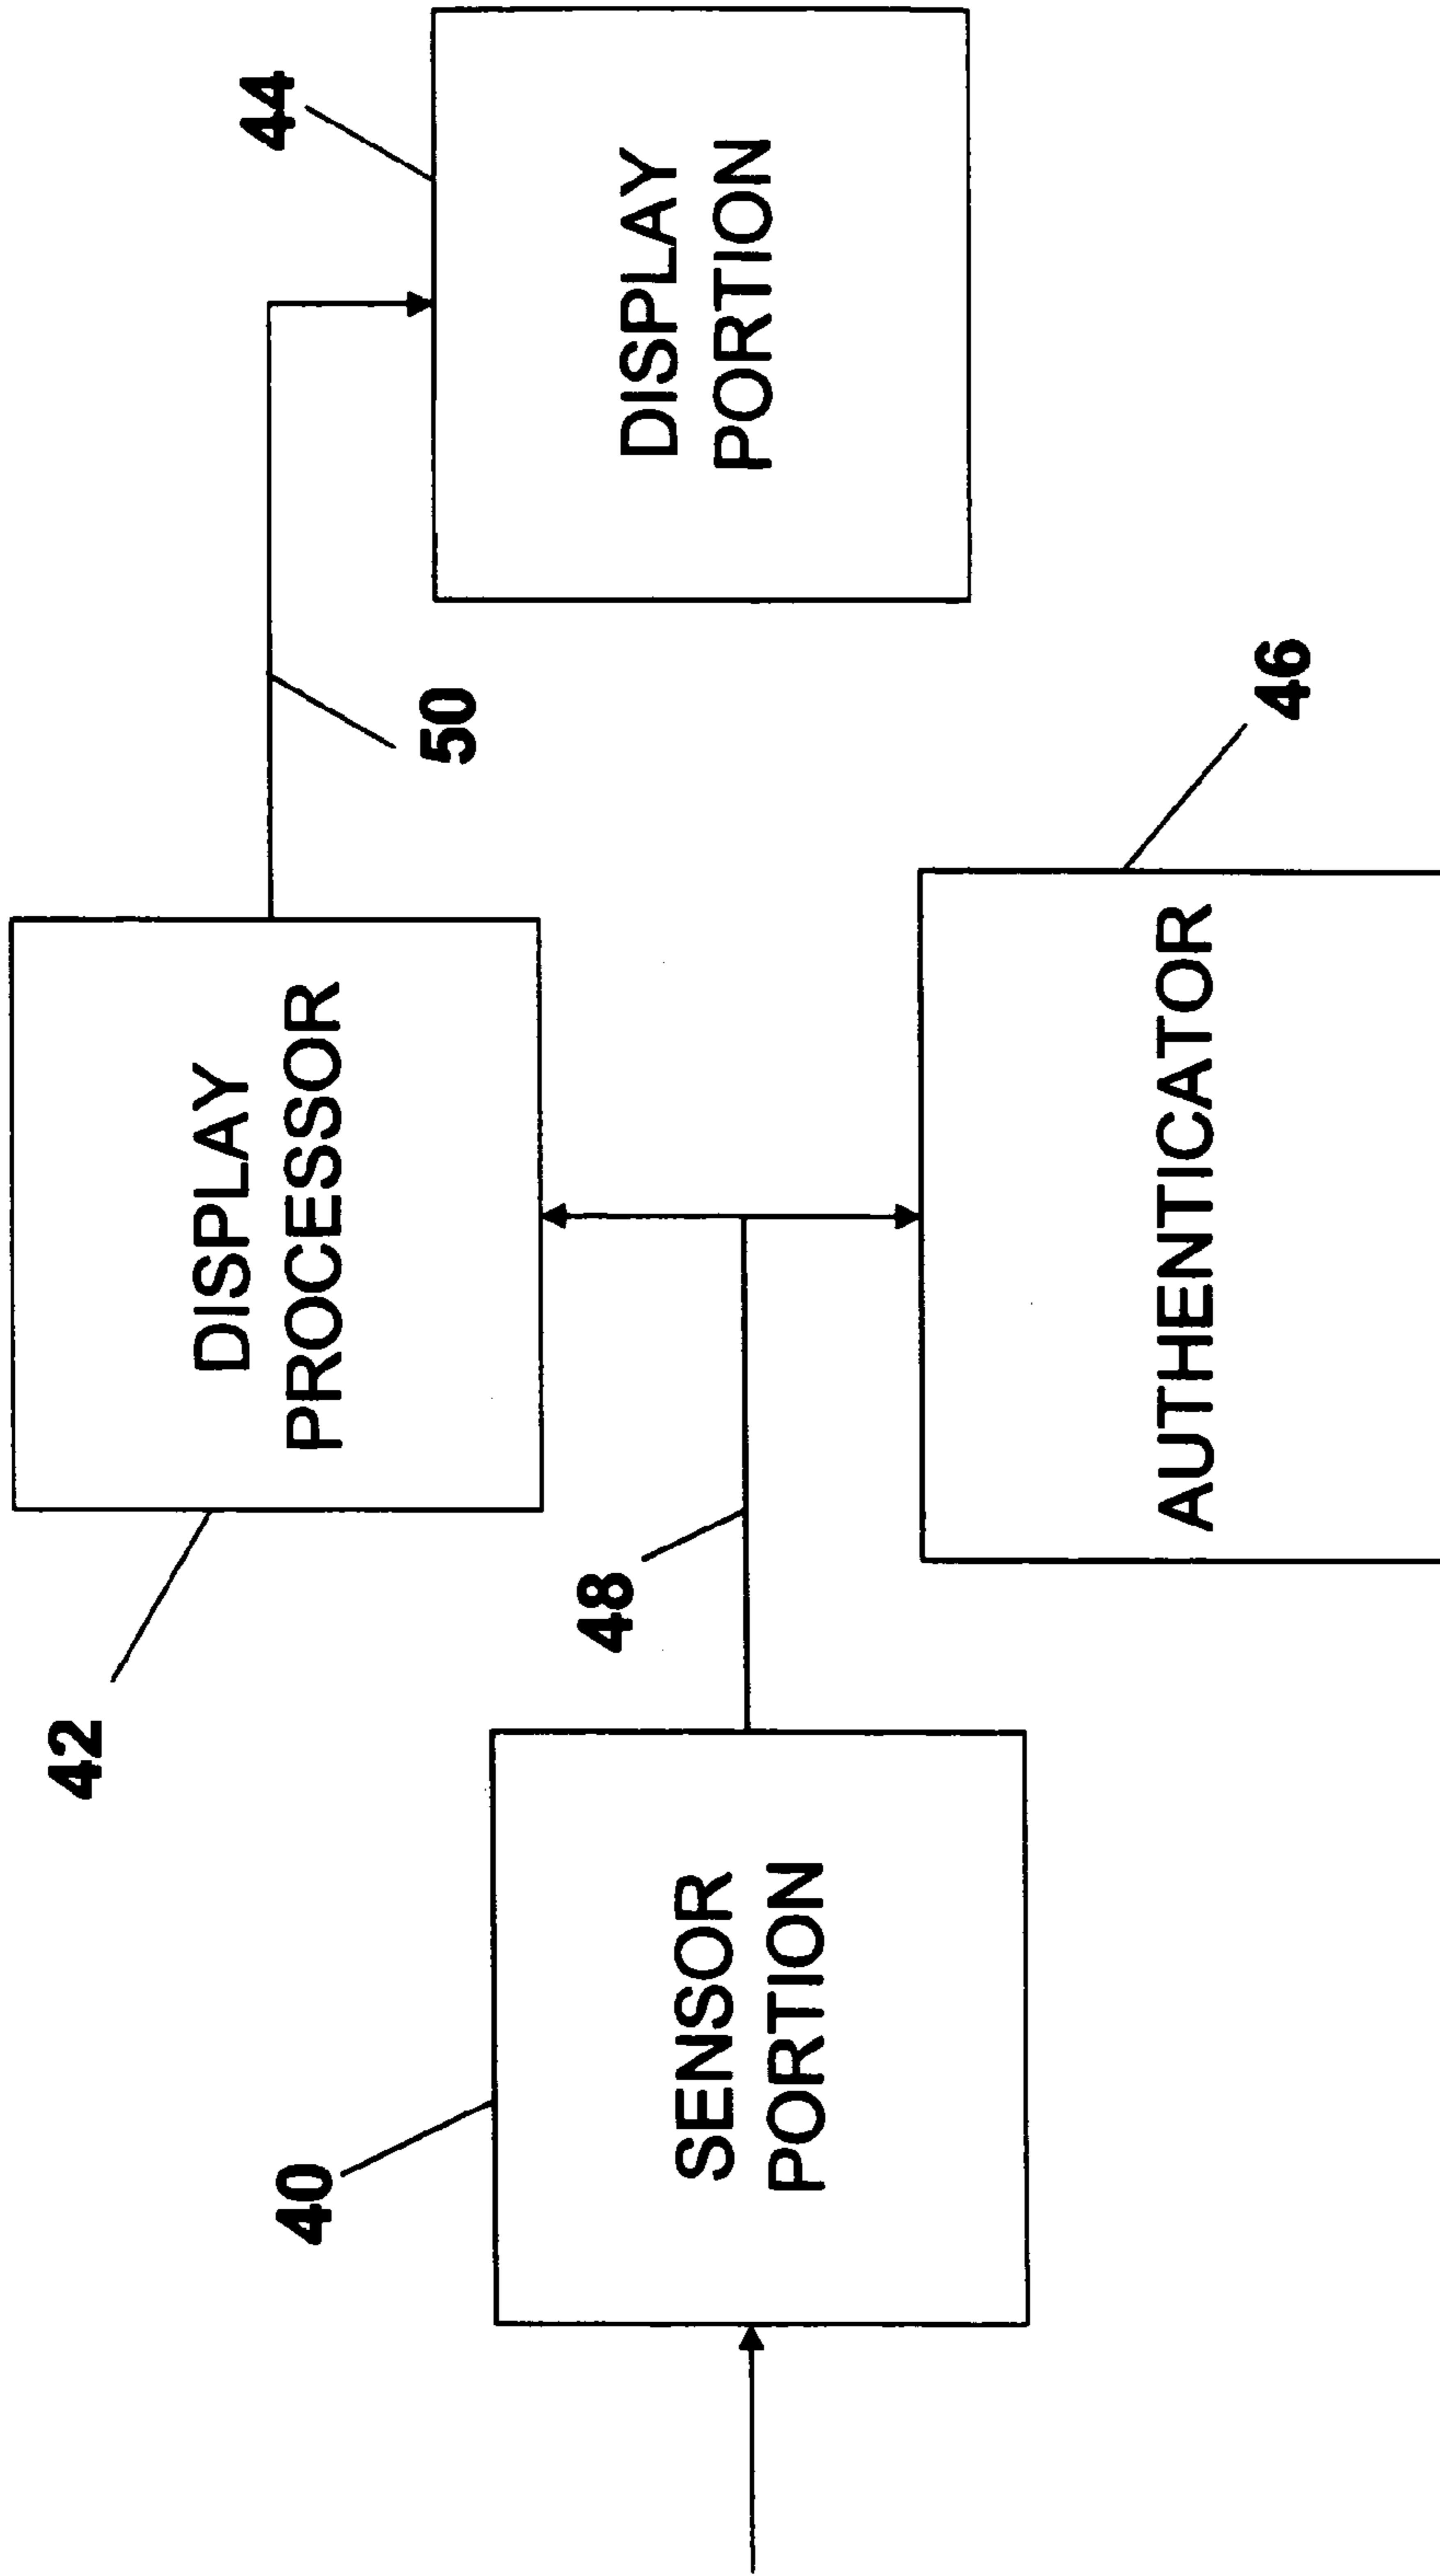 42
DISPLAY
PROCESSOR
50
44
DISPLAY
PORTION
40
SENSOR
PORTION
48
AUTHENTICATOR
46